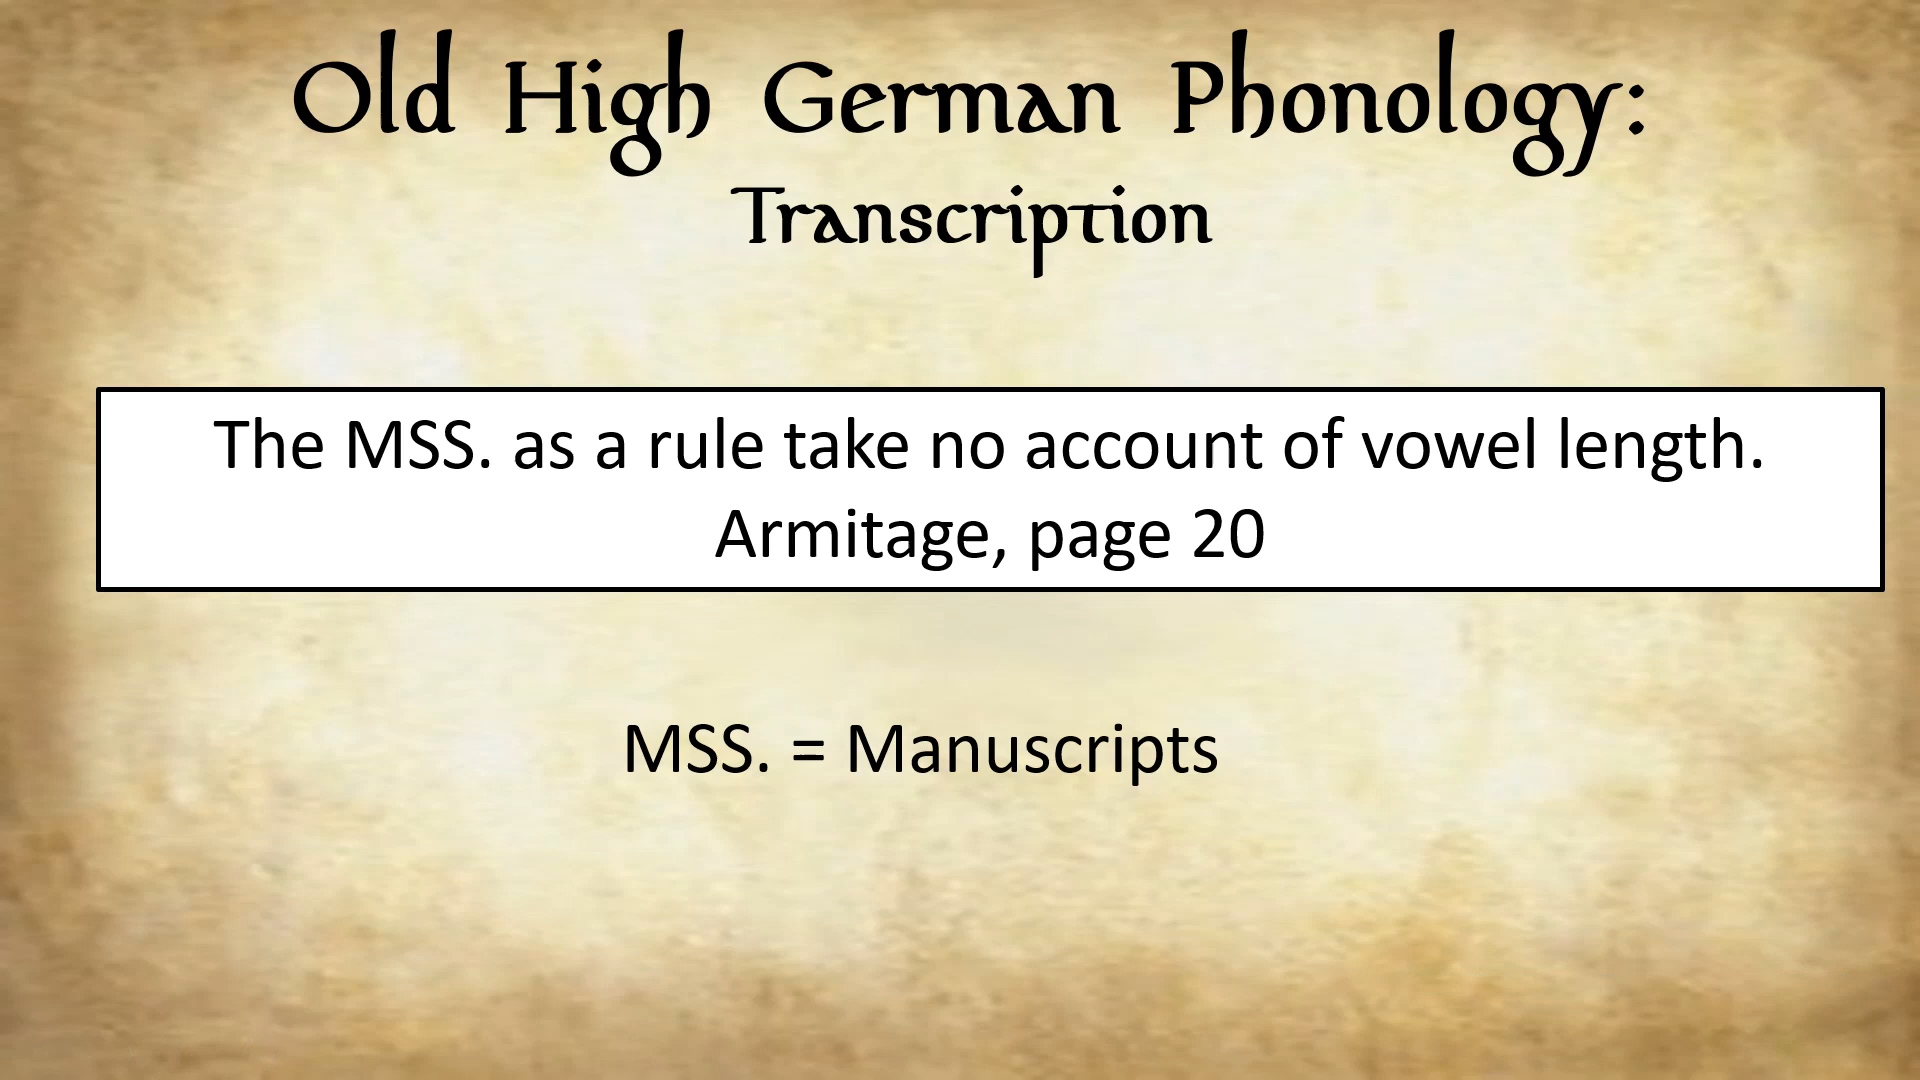 Old High German Phonology:
Transcription
The MSS. as a rule take no account of vowel length.
Armitage, page 20
MSS. = Manuscripts